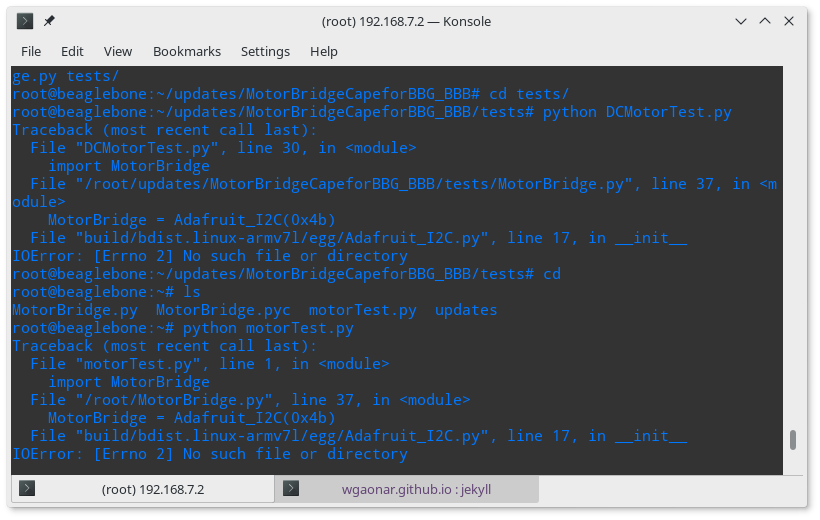 (root) 192.168.7.2 — Konsole
File Edit View Bookmarks Settings Help
ge.py tests/
root@beaglebone:~/updates/MotorBridgeCapeforBBG_BBB# cd tests/
root@beaglebone:~/updates/MotorBridgeCapeforBBG_BBB/tests# python DCMotorTest.py
Traceback (most recent call last):
  File "DCMotorTest.py", line 30, in <module>
    import MotorBridge
  File "/root/updates/MotorBridgeCapeforBBG_BBB/tests/MotorBridge.py", line 37, in <m
odule>
    MotorBridge = Adafruit_I2C(0x4b)
  File "build/bdist.linux-armv7l/egg/Adafruit_I2C.py", line 17, in __init__
IOError: [Errno 2] No such file or directory
root@beaglebone:~/updates/MotorBridgeCapeforBBG_BBB/tests# cd
root@beaglebone:~# ls
MotorBridge.py  MotorBridge.pyc  motorTest.py  updates
root@beaglebone:~# python motorTest.py
Traceback (most recent call last):
  File "motorTest.py", line 1, in <module>
    import MotorBridge
  File "/root/MotorBridge.py", line 37, in <module>
    MotorBridge = Adafruit_I2C(0x4b)
  File "build/bdist.linux-armv7l/egg/Adafruit_I2C.py", line 17, in __init__
IOError: [Errno 2] No such file or directory
(root) 192.168.7.2
wgaonar.github.io : jekyll